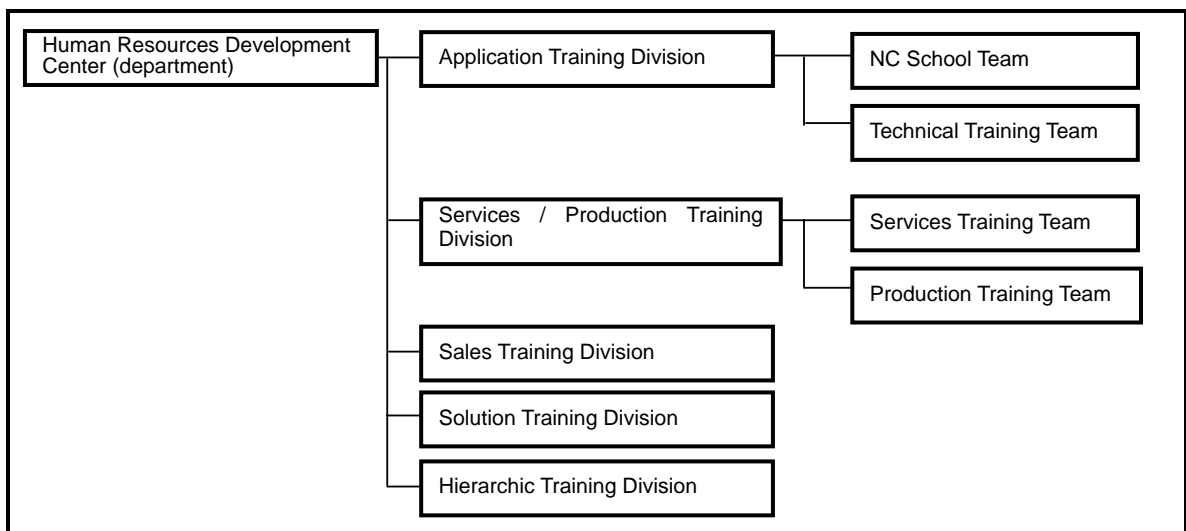 Human Resources Development
Center (department)
Application Training Division
NC School Team
Technical Training Team
Services / Production Training
Division
Services Training Team
Production Training Team
Sales Training Division
Solution Training Division
Hierarchic Training Division